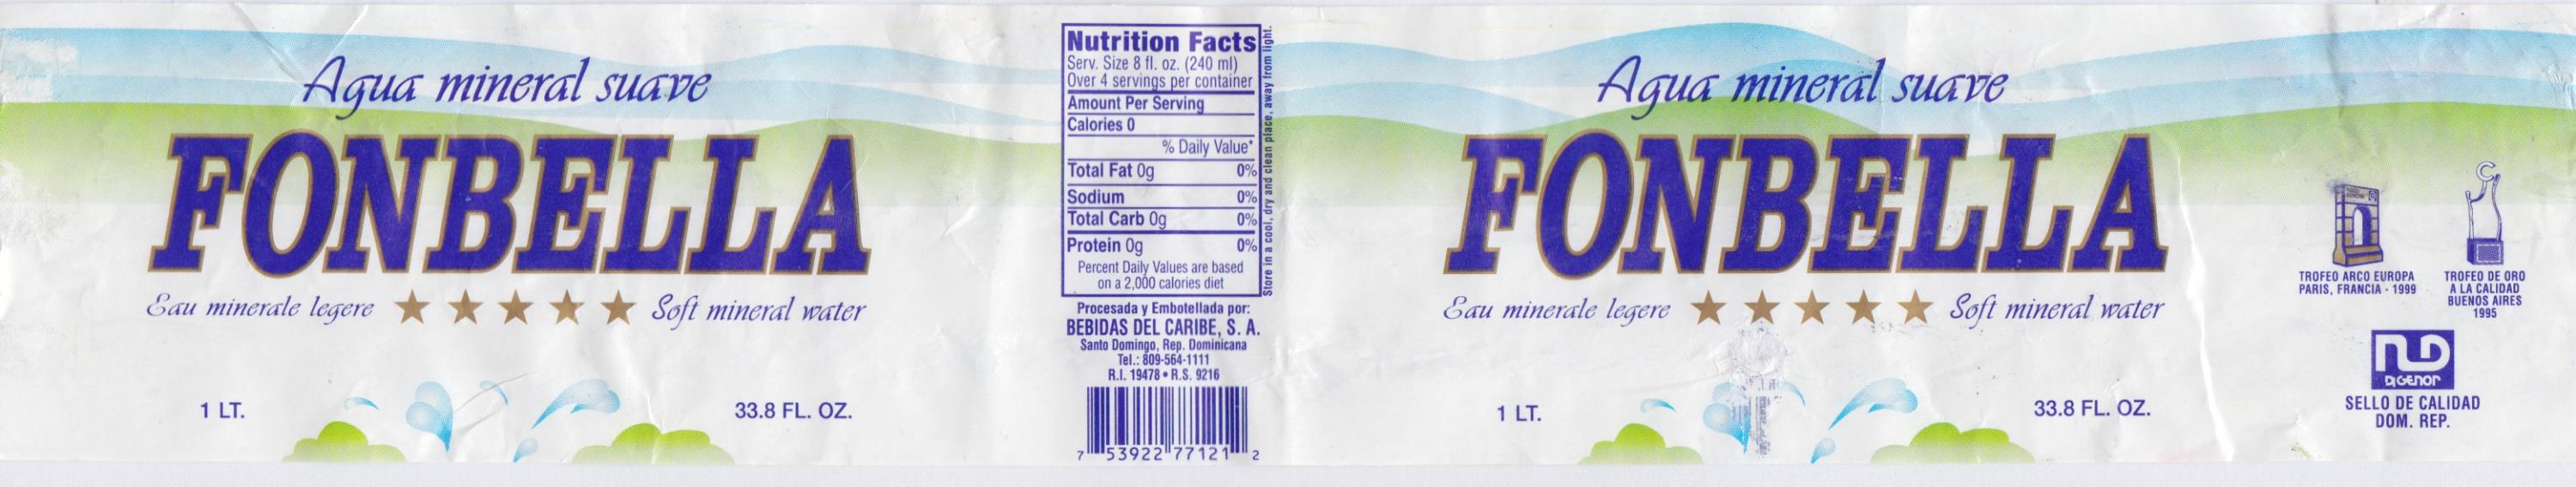 Agua mineral suave
FONBELLA
Eau minerale legere ★ ★ ★ ★ ★ Soft mineral water
1 LT.
33.8 FL. OZ.
Nutrition Facts
Serv. Size 8 fl. oz. (240 ml)
Over 4 servings per container
Amount Per Serving
Calories 0
% Daily Value*
Total Fat 0g 0%
Sodium 0%
Total Carb 0g 0%
Protein 0g 0%
Percent Daily Values are based
on a 2,000 calories diet
Store in a cool, dry and clean place, away from light.
Procesada y Embotellada por:
BEBIDAS DEL CARIBE, S. A.
Santo Domingo, Rep. Dominicana
Tel.: 809-564-1111
R.I. 19478 • R.S. 9216
7 53922 77121 2
Agua mineral suave
FONBELLA
Eau minerale legere ★ ★ ★ ★ ★ Soft mineral water
1 LT.
33.8 FL. OZ.
TROFEO ARCO EUROPA
PARIS, FRANCIA - 1999
TROFEO DE ORO
A LA CALIDAD
BUENOS AIRES
1995
DIGENOR
SELLO DE CALIDAD
DOM. REP.